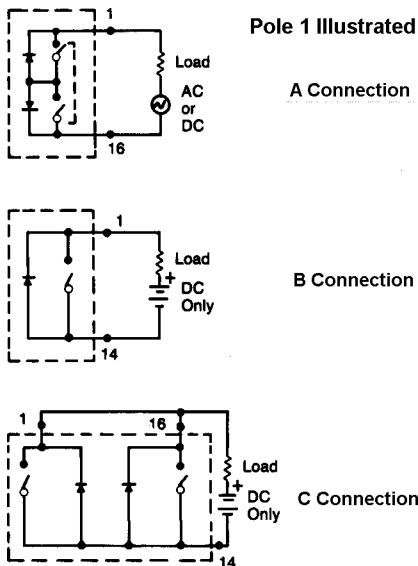 Pole 1 Illustrated
1
Load
AC
or
DC
16
A Connection
1
Load
+
DC
Only
14
B Connection
1
16
Load
+
DC
Only
14
C Connection